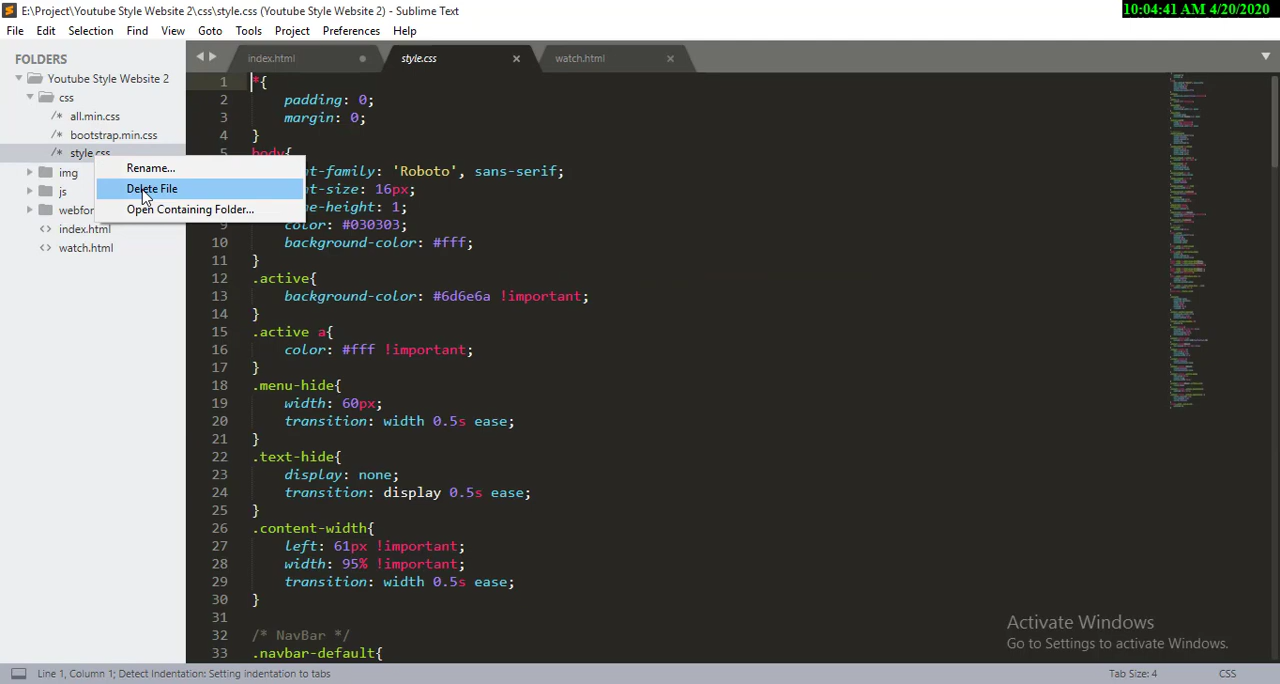 E:\Project\Youtube Style Website 2\css\style.css (Youtube Style Website 2) - Sublime Text
10:04:41 AM 4/20/2020
File Edit Selection Find View Goto Tools Project Preferences Help
FOLDERS
Youtube Style Website 2
css
/* all.min.css
/* bootstrap.min.css
/* style.css
img
js
webfon
<> index.html
<> watch.html
Rename...
Delete File
Open Containing Folder...
index.html
style.css
watch.html
1 *{
2 padding: 0;
3 margin: 0;
4 }
5 body{
nt-family: 'Roboto', sans-serif;
nt-size: 16px;
ne-height: 1;
9 color: #030303;
10 background-color: #fff;
11 }
12 .active{
13 background-color: #6d6e6a !important;
14 }
15 .active a{
16 color: #fff !important;
17 }
18 .menu-hide{
19 width: 60px;
20 transition: width 0.5s ease;
21 }
22 .text-hide{
23 display: none;
24 transition: display 0.5s ease;
25 }
26 .content-width{
27 left: 61px !important;
28 width: 95% !important;
29 transition: width 0.5s ease;
30 }
31
32 /* NavBar */
33 .navbar-default{
Activate Windows
Go to Settings to activate Windows.
Line 1, Column 1; Detect Indentation: Setting indentation to tabs
Tab Size: 4
CSS